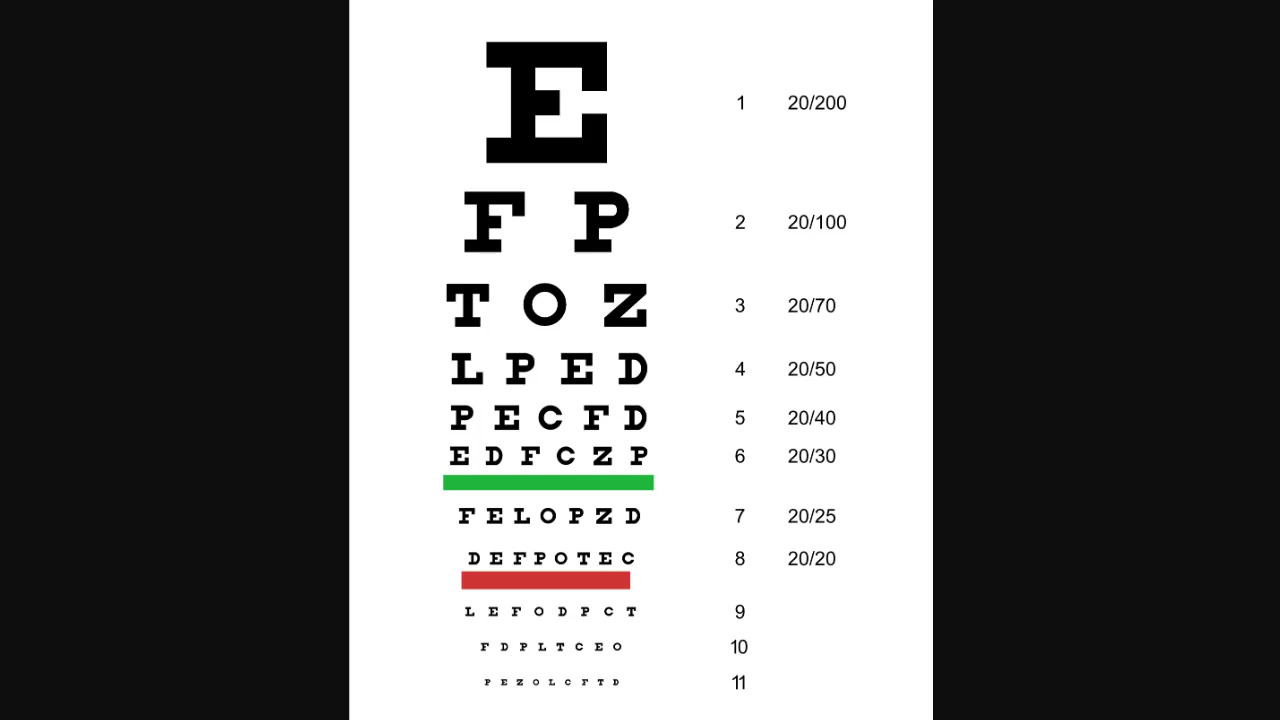 E 1 20/200
F P 2 20/100
T O Z 3 20/70
L P E D 4 20/50
P E C F D 5 20/40
E D F C Z P 6 20/30
F E L O P Z D 7 20/25
D E F P O T E C 8 20/20
L E F O D P C T 9
F D P L T C E O 10
P E Z O L C F T D 11